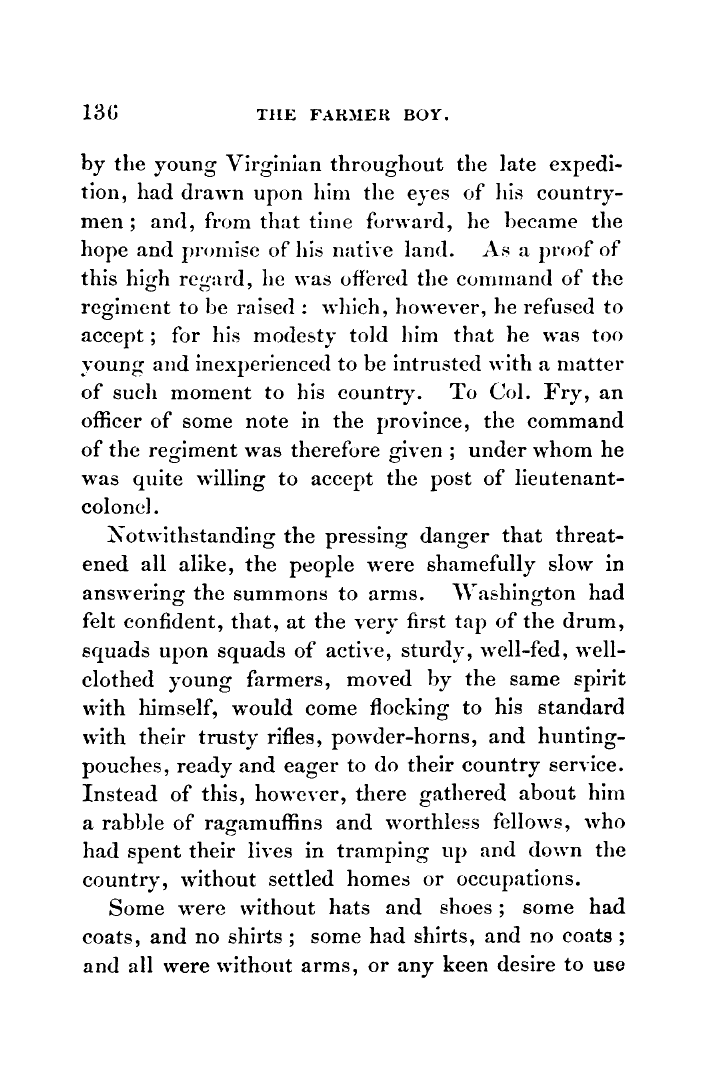 136 THE FARMER BOY.
by the young Virginian throughout the late expedi-
tion, had drawn upon him the eyes of his country-
men ; and, from that time forward, he became the
hope and promise of his native land. As a proof of
this high regard, he was offered the command of the
regiment to be raised : which, however, he refused to
accept ; for his modesty told him that he was too
young and inexperienced to be intrusted with a matter
of such moment to his country. To Col. Fry, an
officer of some note in the province, the command
of the regiment was therefore given ; under whom he
was quite willing to accept the post of lieutenant-
colonel.
Notwithstanding the pressing danger that threat-
ened all alike, the people were shamefully slow in
answering the summons to arms. Washington had
felt confident, that, at the very first tap of the drum,
squads upon squads of active, sturdy, well-fed, well-
clothed young farmers, moved by the same spirit
with himself, would come flocking to his standard
with their trusty rifles, powder-horns, and hunting-
pouches, ready and eager to do their country service.
Instead of this, however, there gathered about him
a rabble of ragamuffins and worthless fellows, who
had spent their lives in tramping up and down the
country, without settled homes or occupations.
Some were without hats and shoes ; some had
coats, and no shirts ; some had shirts, and no coats ;
and all were without arms, or any keen desire to use